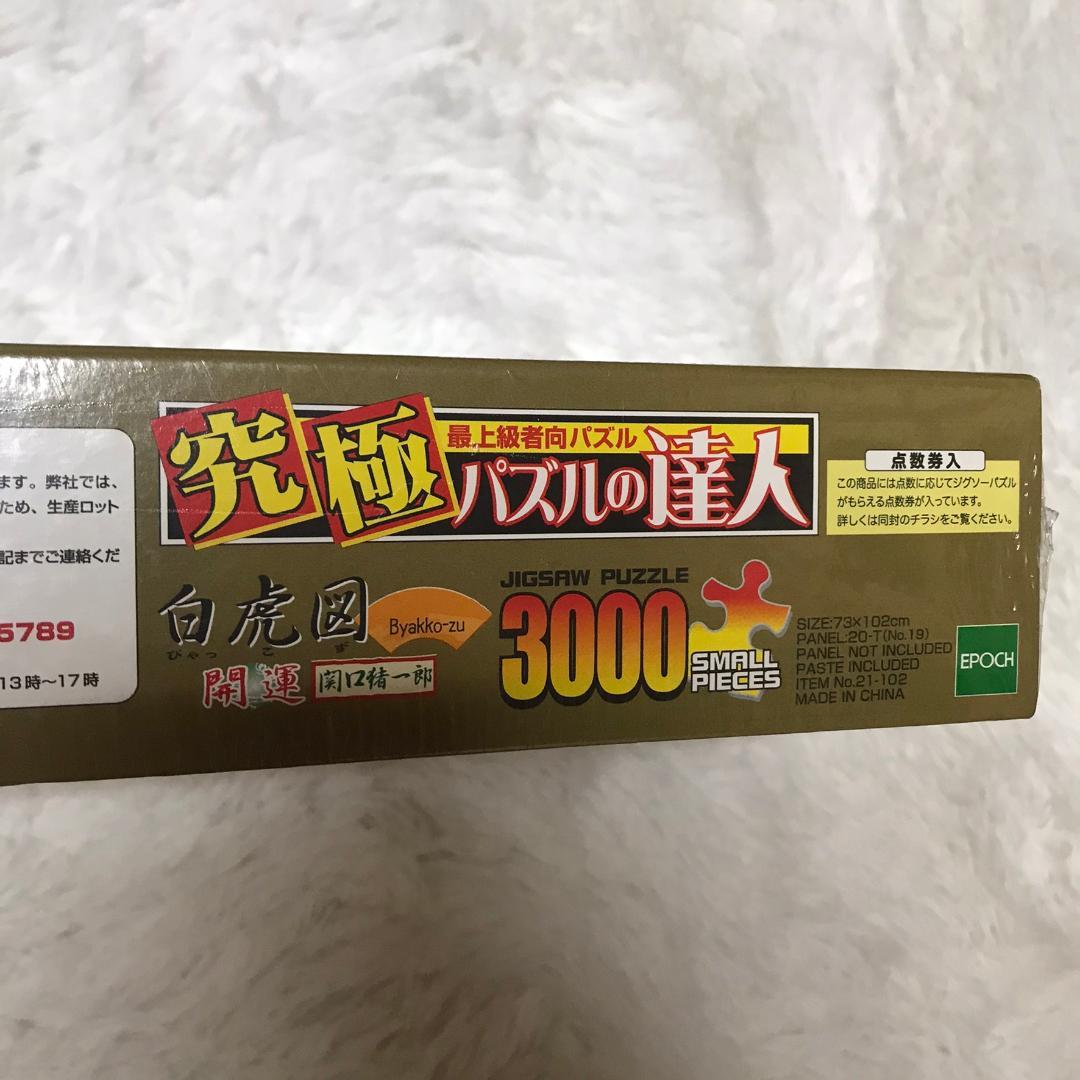 ます。弊社では、
ため、生産ロット
記までご連絡くだ
5789
13時〜17時
究極
最上級者向パズル
パズルの達人
白虎図
びゃっこず
Byakko-zu
開運
関口猪一郎
JIGSAW PUZZLE
3000
SMALL
PIECES
点数券入
この商品には点数に応じてジグソーパズル
がもらえる点数券が入っています。
詳しくは同封のチラシをご覧ください。
SIZE:73×102cm
PANEL:20-T(No.19)
PANEL NOT INCLUDED
PASTE INCLUDED
ITEM No.21-102
MADE IN CHINA
EPOCH